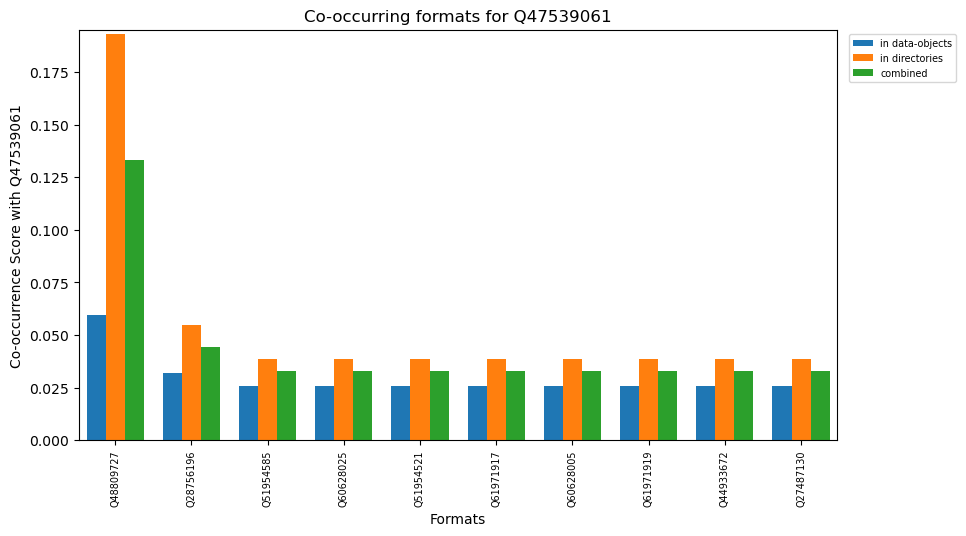 Co-occurring formats for Q47539061
in data-objects
in directories
combined
Co-occurrence Score with Q47539061
0.175
0.150
0.125
0.100
0.075
0.050
0.025
0.000
Q48809727
Q28756196
Q51954585
Q60628025
Q51954521
Q61971917
Q60628005
Q61971919
Q44933672
Q27487130
Formats